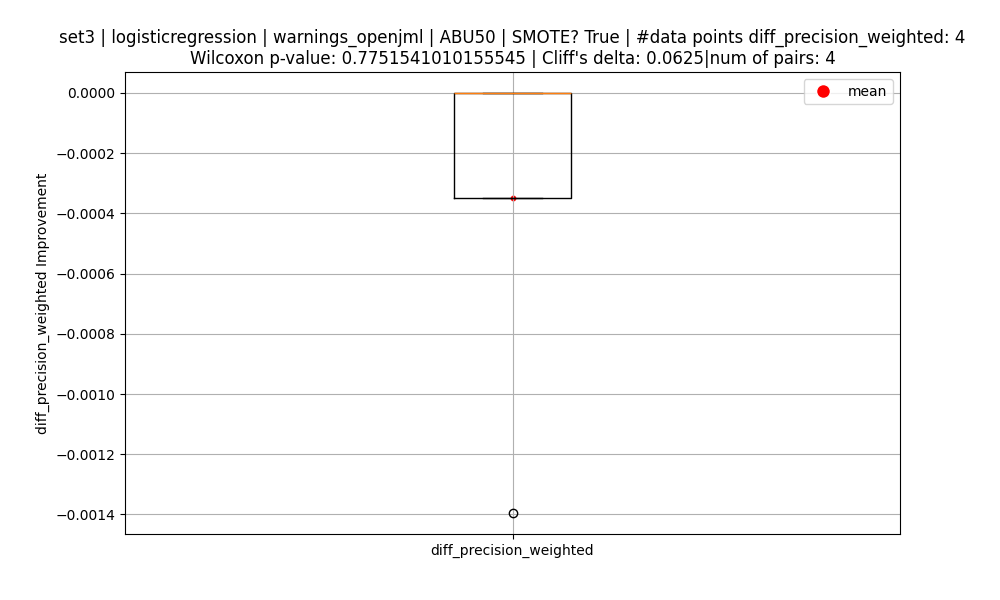 set3 | logisticregression | warnings_openjml | ABU50 | SMOTE? True | #data points diff_precision_weighted: 4
Wilcoxon p-value: 0.7751541010155545 | Cliff's delta: 0.0625|num of pairs: 4
mean
0.0000
−0.0002
−0.0004
−0.0006
−0.0008
−0.0010
−0.0012
−0.0014
diff_precision_weighted Improvement
diff_precision_weighted